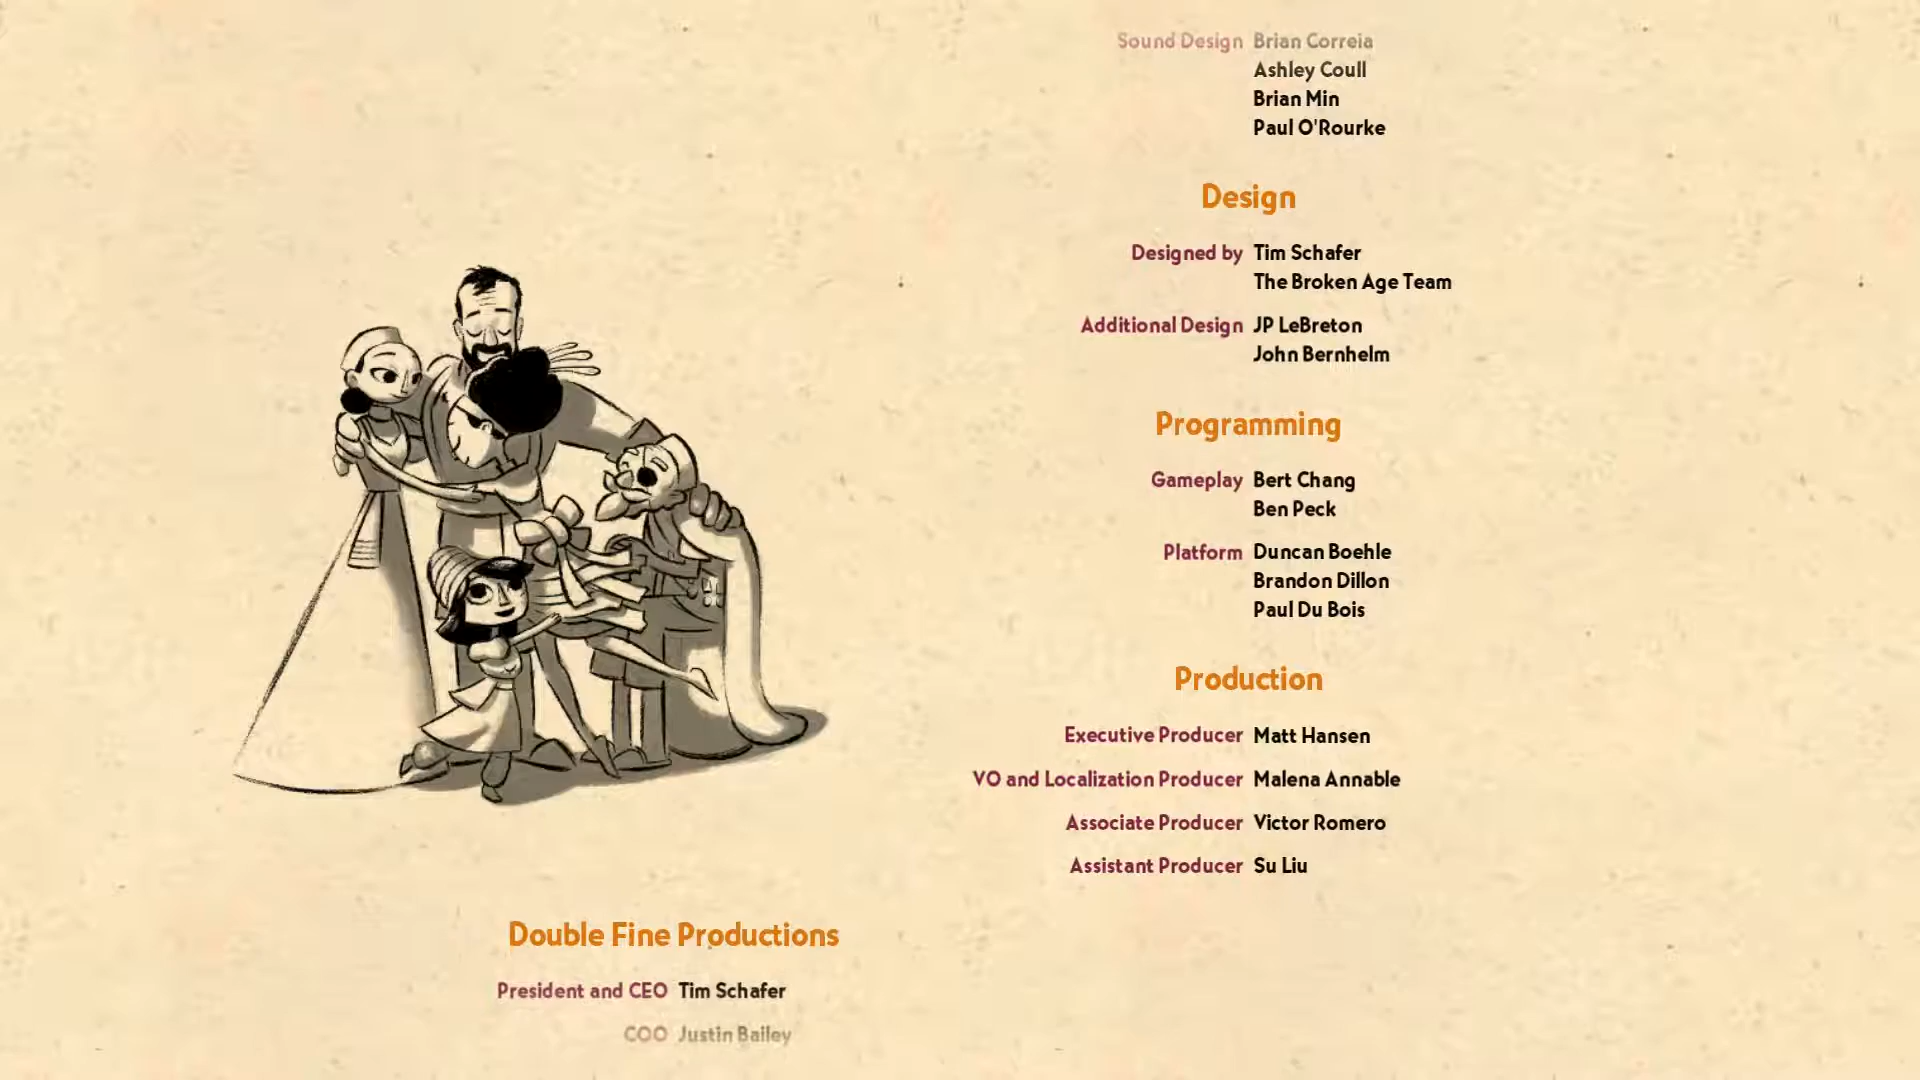 Sound Design Brian Correia
Ashley Coull
Brian Min
Paul O'Rourke
Design
Designed by Tim Schafer
The Broken Age Team
Additional Design JP LeBreton
John Bernhelm
Programming
Gameplay Bert Chang
Ben Peck
Platform Duncan Boehle
Brandon Dillon
Paul Du Bois
Production
Executive Producer Matt Hansen
VO and Localization Producer Malena Annable
Associate Producer Victor Romero
Assistant Producer Su Liu
Double Fine Productions
President and CEO Tim Schafer
COO Justin Bailey